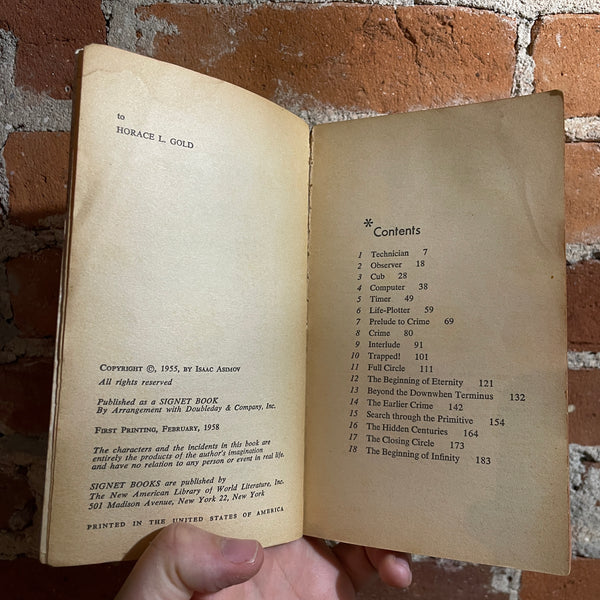 to
HORACE L. GOLD
COPYRIGHT ©, 1955, BY ISAAC ASIMOV
All rights reserved
Published as a SIGNET BOOK
By Arrangement with Doubleday & Company, Inc.
FIRST PRINTING, FEBRUARY, 1958
The characters and the incidents in this book are
entirely the products of the author's imagination
and have no relation to any person or event in real life.
SIGNET BOOKS are published by
The New American Library of World Literature, Inc.
501 Madison Avenue, New York 22, New York
PRINTED IN THE UNITED STATES OF AMERICA
*Contents
1 Technician 7
2 Observer 18
3 Cub 28
4 Computer 38
5 Timer 49
6 Life-Plotter 59
7 Prelude to Crime 69
8 Crime 80
9 Interlude 91
10 Trapped! 101
11 Full Circle 111
12 The Beginning of Eternity 121
13 Beyond the Downwhen Terminus 132
14 The Earlier Crime 142
15 Search through the Primitive 154
16 The Hidden Centuries 164
17 The Closing Circle 173
18 The Beginning of Infinity 183